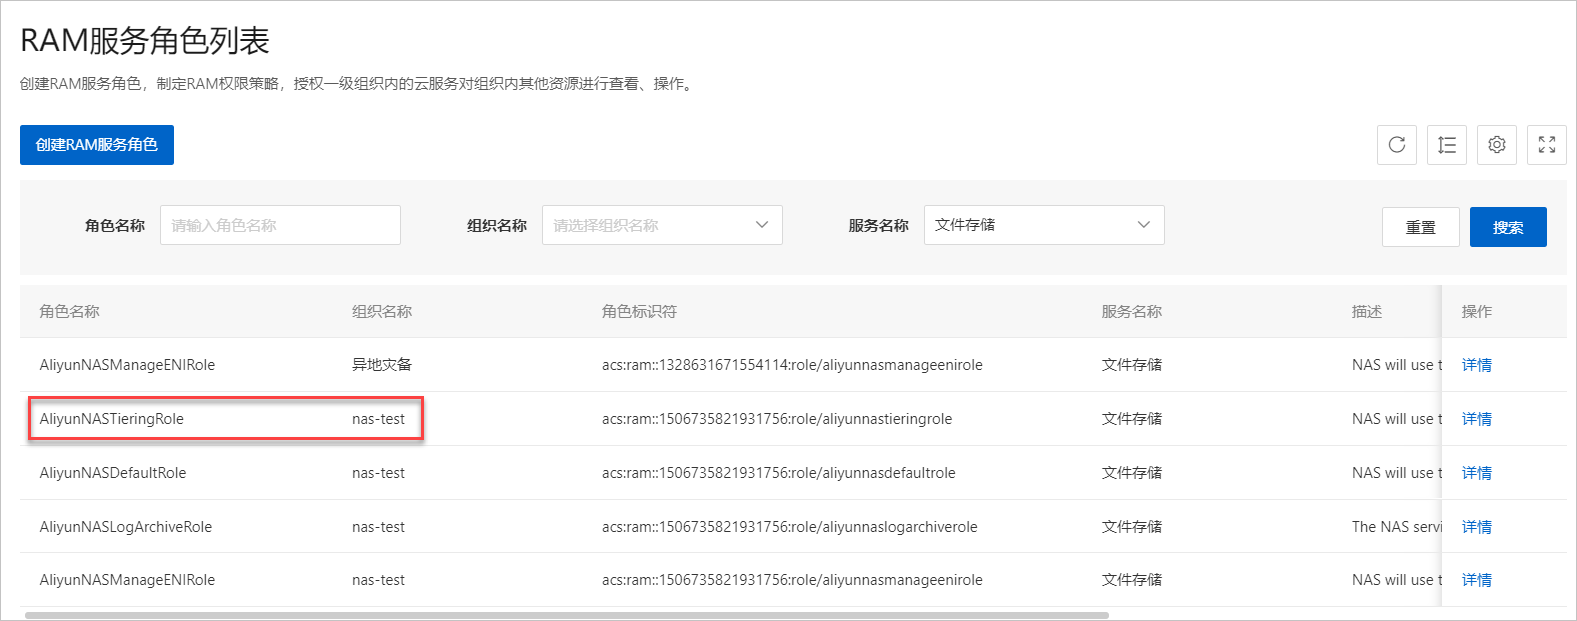 RAM服务角色列表
创建RAM服务角色，制定RAM权限策略，授权一级组织内的云服务对组织内其他资源进行查看、操作。
创建RAM服务角色
角色名称 请输入角色名称 组织名称 请选择组织名称 服务名称 文件存储 重置 搜索
角色名称 组织名称 角色标识符 服务名称 描述 操作
AliyunNASManageENIRole 异地灾备 acs:ram::1328631671554114:role/aliyunnasmanageenirole 文件存储 NAS will use t 详情
AliyunNASTieringRole nas-test acs:ram::1506735821931756:role/aliyunnastieringrole 文件存储 NAS will use t 详情
AliyunNASDefaultRole nas-test acs:ram::1506735821931756:role/aliyunnasdefaultrole 文件存储 NAS will use t 详情
AliyunNASLogArchiveRole nas-test acs:ram::1506735821931756:role/aliyunnaslogarchiverole 文件存储 The NAS servi 详情
AliyunNASManageENIRole nas-test acs:ram::1506735821931756:role/aliyunnasmanageenirole 文件存储 NAS will use t 详情